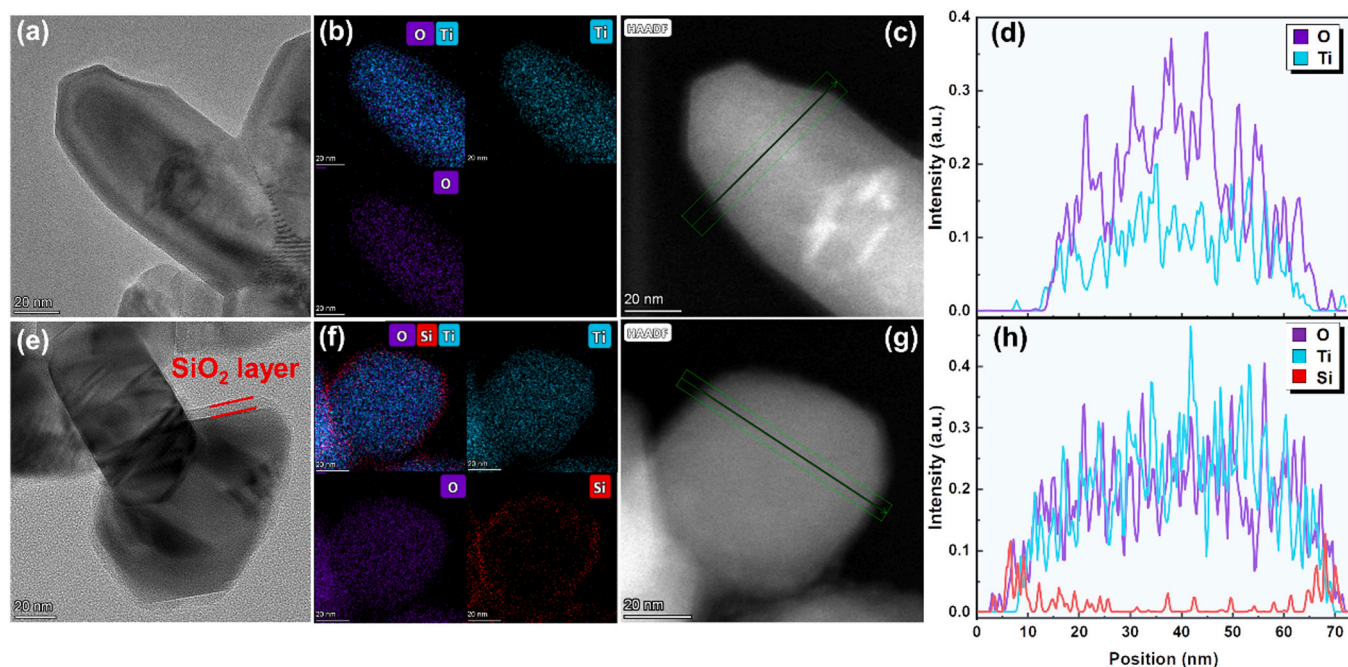 (a)
20 nm
(b)
O Ti
Ti
20 nm
20 nm
O
20 nm
(c)
HAADF
20 nm
(d)
O
Ti
Intensity (a.u.)
0.4
0.3
0.2
0.1
0.0
(e)
SiO₂ layer
20 nm
(f)
O Si Ti
Ti
20 nm
20 nm
O
Si
20 nm
20 nm
(g)
HAADF
20 nm
(h)
O
Ti
Si
Intensity (a.u.)
0.4
0.3
0.2
0.1
0.0
0 10 20 30 40 50 60 70
Position (nm)